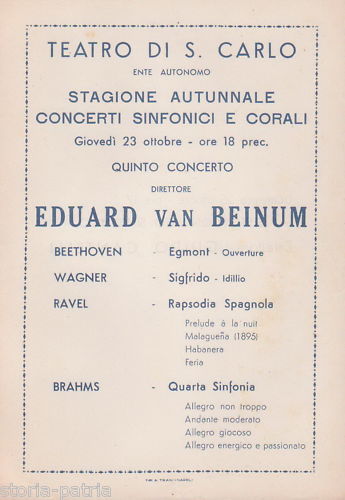 TEATRO DI S. CARLO
ENTE AUTONOMO
STAGIONE AUTUNNALE
CONCERTI SINFONICI E CORALI
Giovedì 23 ottobre - ore 18 prec.
QUINTO CONCERTO
DIRETTORE
EDUARD VAN BEINUM
BEETHOVEN - Egmont - Ouverture
WAGNER - Sigfrido - Idillio
RAVEL - Rapsodia Spagnola
Prelude á la nuit
Malagueña (1895)
Habanera
Feria
BRAHMS - Quarta Sinfonia
Allegro non troppo
Andante moderato
Allegro giocoso
Allegro energico e passionato
storia-patria